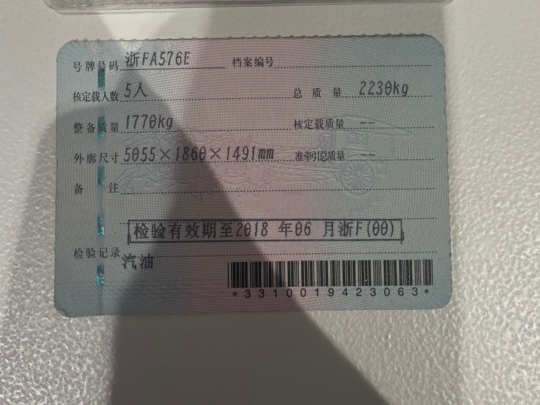 号牌号码 浙FA576E 档案编号
核定载人数 5人 总质量 2230kg
整备质量 1770kg 核定载质量 --
外廓尺寸 5055×1860×1491mm 准牵引总质量 --
备注
检验有效期至2018 年06 月浙F(00)
检验记录
汽油
*3310019423063*